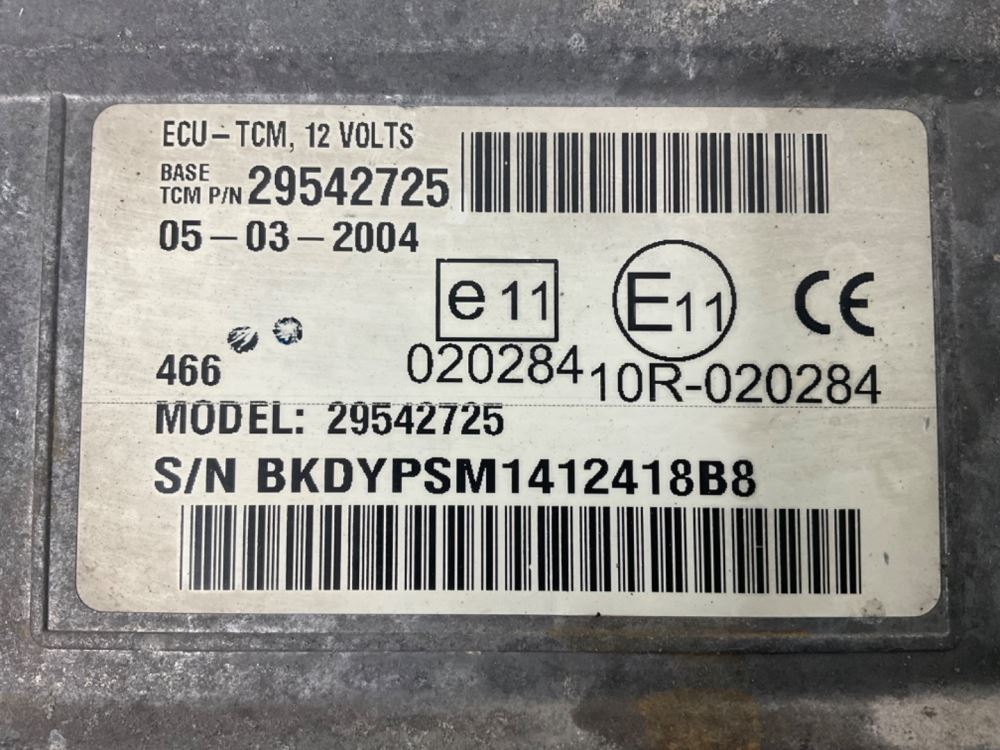 ECU-TCM, 12 VOLTS
BASE
TCM P/N 29542725
05-03-2004
e 11
E11
CE
020284
10R-020284
466
MODEL: 29542725
S/N BKDYPSM1412418B8